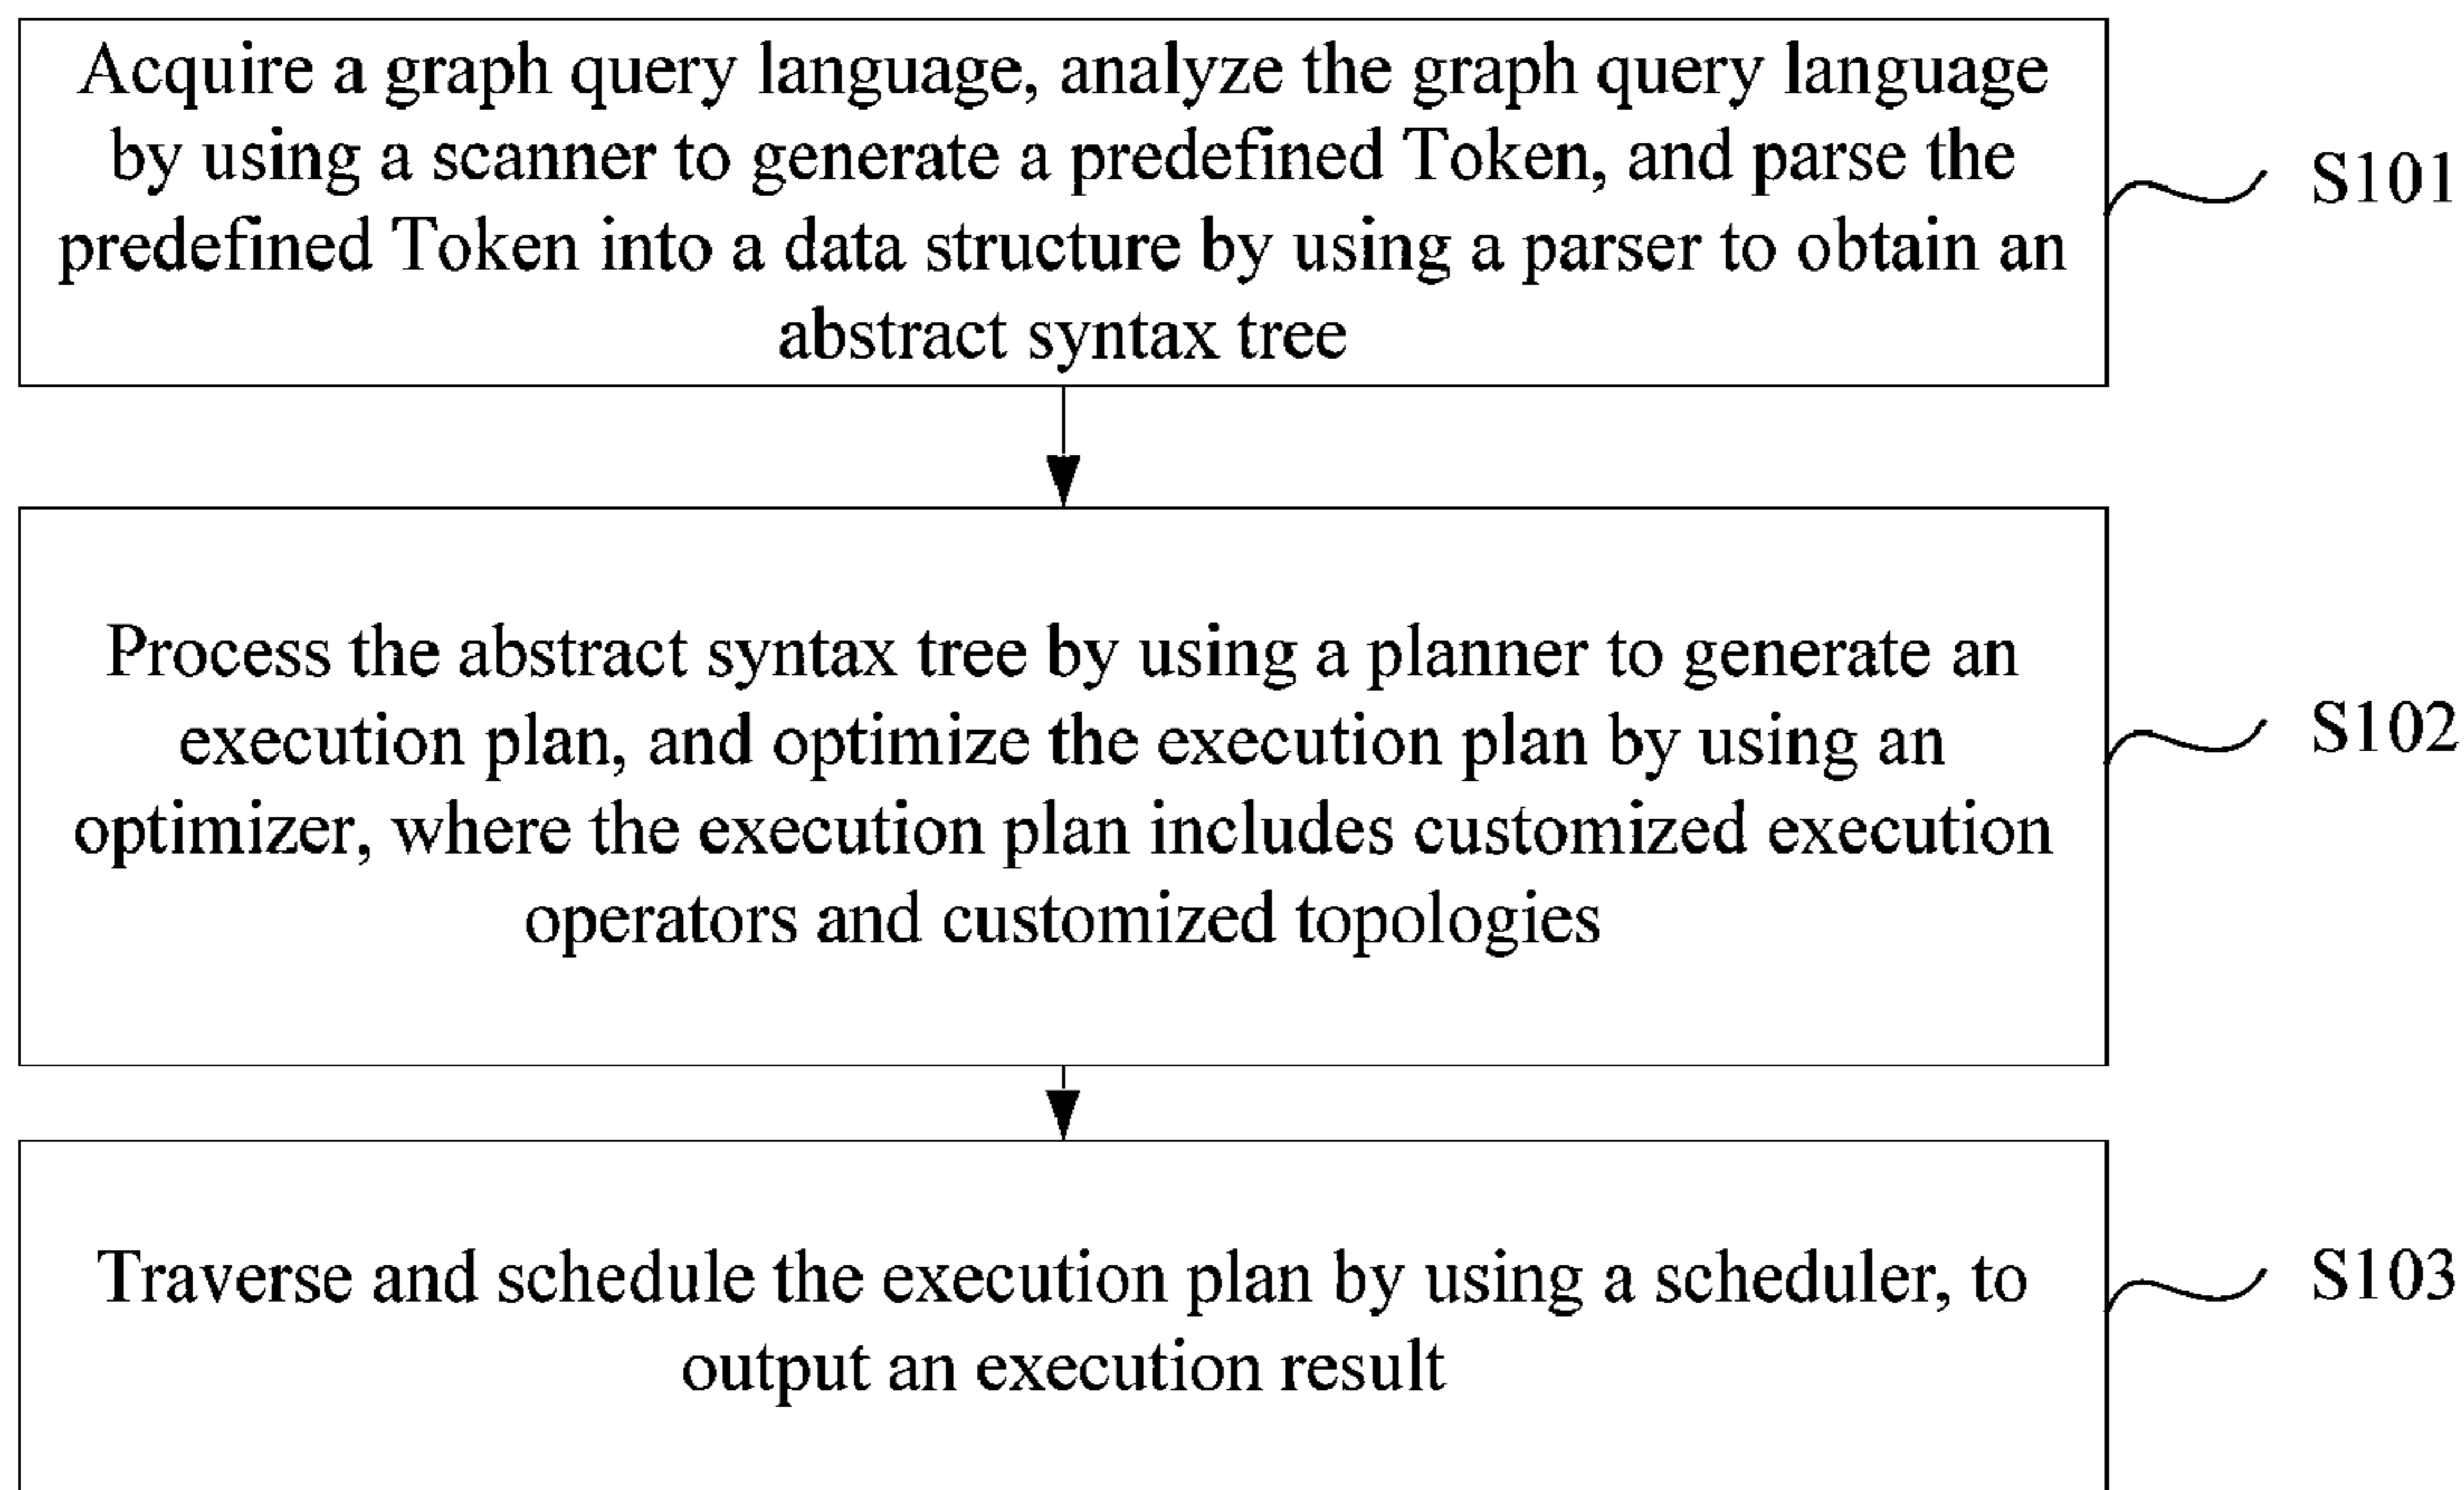 Acquire a graph query language, analyze the graph query language
by using a scanner to generate a predefined Token, and parse the
predefined Token into a data structure by using a parser to obtain an
abstract syntax tree
S101
Process the abstract syntax tree by using a planner to generate an
execution plan, and optimize the execution plan by using an
optimizer, where the execution plan includes customized execution
operators and customized topologies
S102
Traverse and schedule the execution plan by using a scheduler, to
output an execution result
S103